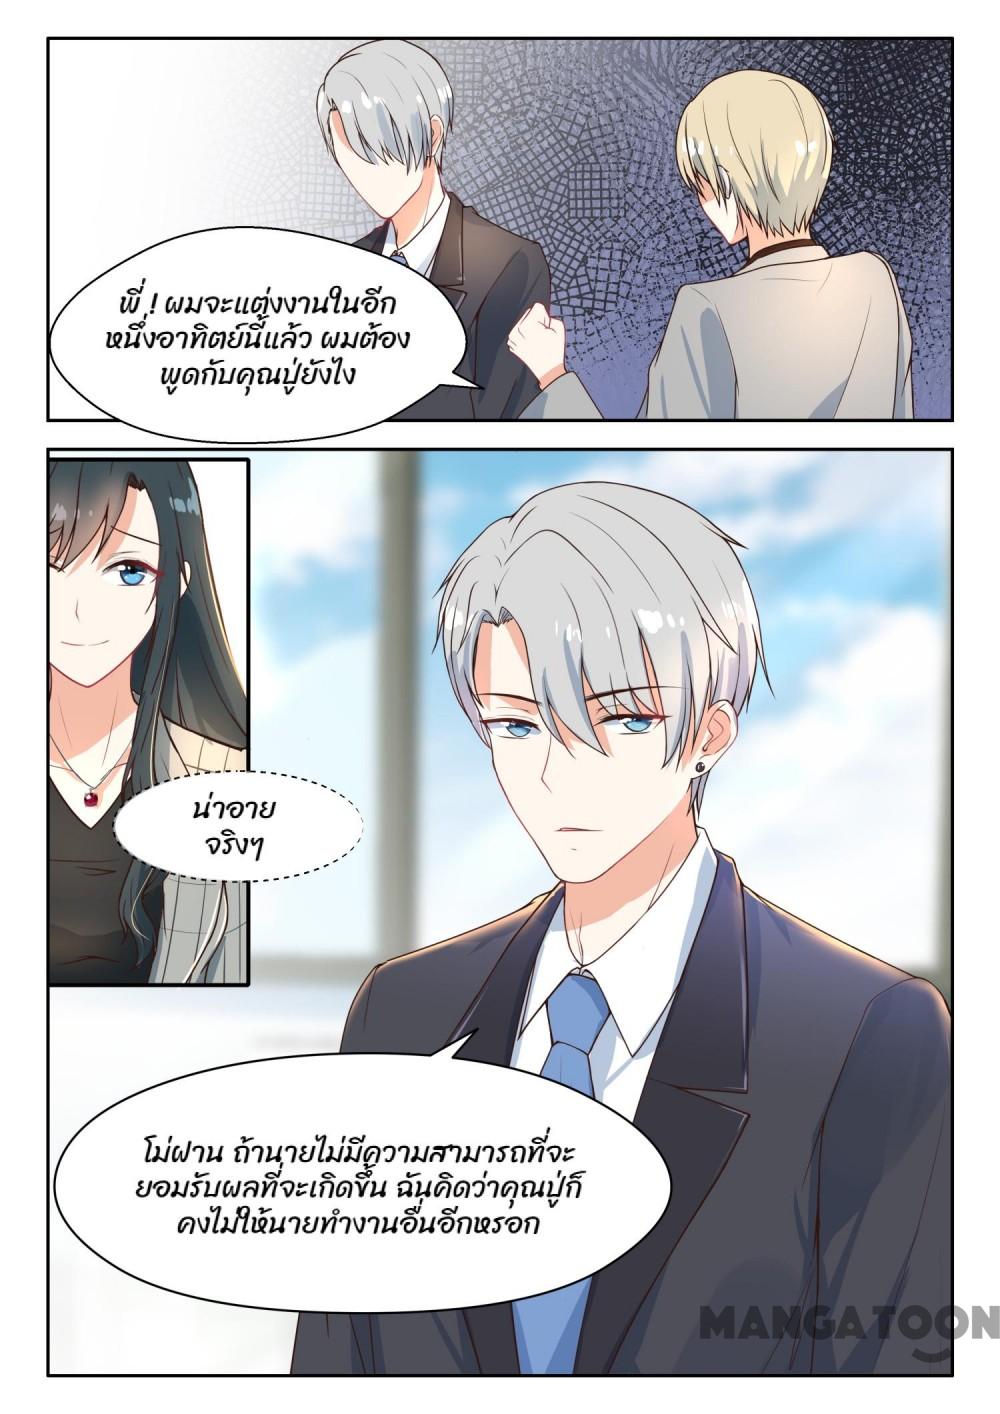 พี่ ! ผมจะแต่งงานในอีก
หนึ่งอาทิตย์นี้แล้ว ผมต้อง
พูดกับคุณปู่ยังไง
น่าอาย
จริงๆ
โม่ฝาน ถ้านายไม่มีความสามารถที่จะ
ยอมรับผลที่จะเกิดขึ้น ฉันคิดว่าคุณปู่ก็
คงไม่ให้นายทำงานอื่นอีกหรอก
MANGATOON